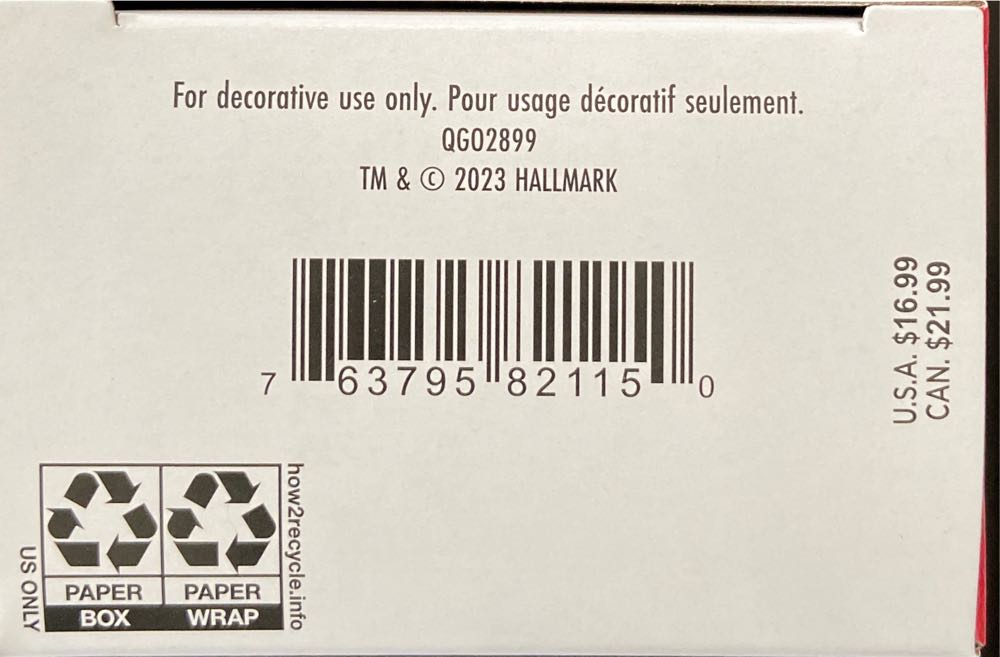 For decorative use only. Pour usage décoratif seulement.
QGO2899
TM & © 2023 HALLMARK
7 63795 82115 0
U.S.A. $16.99
CAN. $21.99
US ONLY
PAPER
BOX
PAPER
WRAP
how2recycle.info